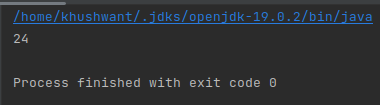 /home/khushwant/.jdks/openjdk-19.0.2/bin/java
24
Process finished with exit code 0